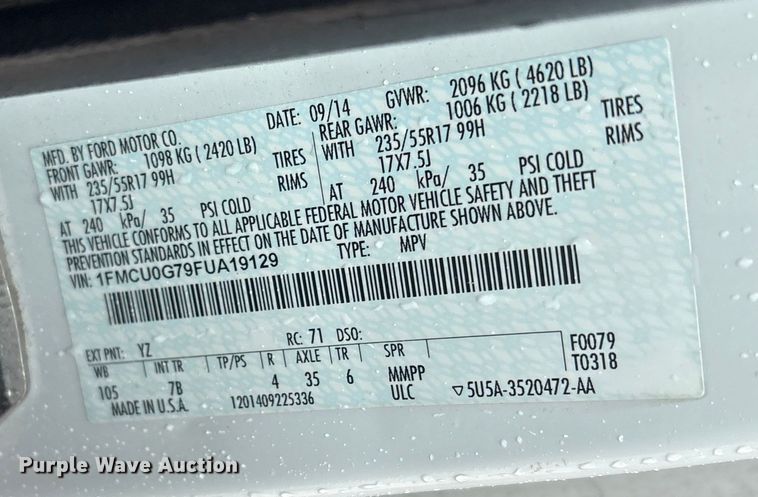 MFD. BY FORD MOTOR CO. DATE: 09/14 GVWR: 2096 KG ( 4620 LB)
FRONT GAWR: 1098 KG ( 2420 LB) REAR GAWR: 1006 KG ( 2218 LB)
WITH 235/55R17 99H TIRES WITH 235/55R17 99H TIRES
17X7.5J RIMS 17X7.5J RIMS
AT 240 kPa/ 35 PSI COLD AT 240 kPa/ 35 PSI COLD
THIS VEHICLE CONFORMS TO ALL APPLICABLE FEDERAL MOTOR VEHICLE SAFETY AND THEFT
PREVENTION STANDARDS IN EFFECT ON THE DATE OF MANUFACTURE SHOWN ABOVE.
VIN: 1FMCU0G79FUA19129 TYPE: MPV
EXT PNT: YZ RC: 71 DSO: F0079
WB INT TR TP/PS R AXLE TR SPR T0318
105 7B 4 35 6 MMPP
ULC 5U5A-3520472-AA
MADE IN U.S.A. 1201409225336
Purple Wave Auction